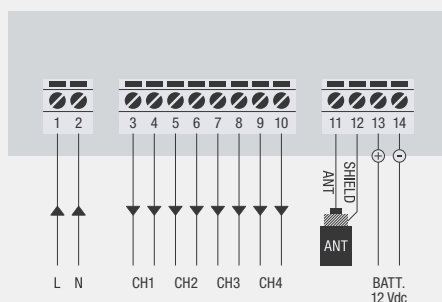 1 2 3 4 5 6 7 8 9 10 11 12 13 14
+ -
ANT SHIELD
ANT
L N CH1 CH2 CH3 CH4 BATT.
12 Vdc